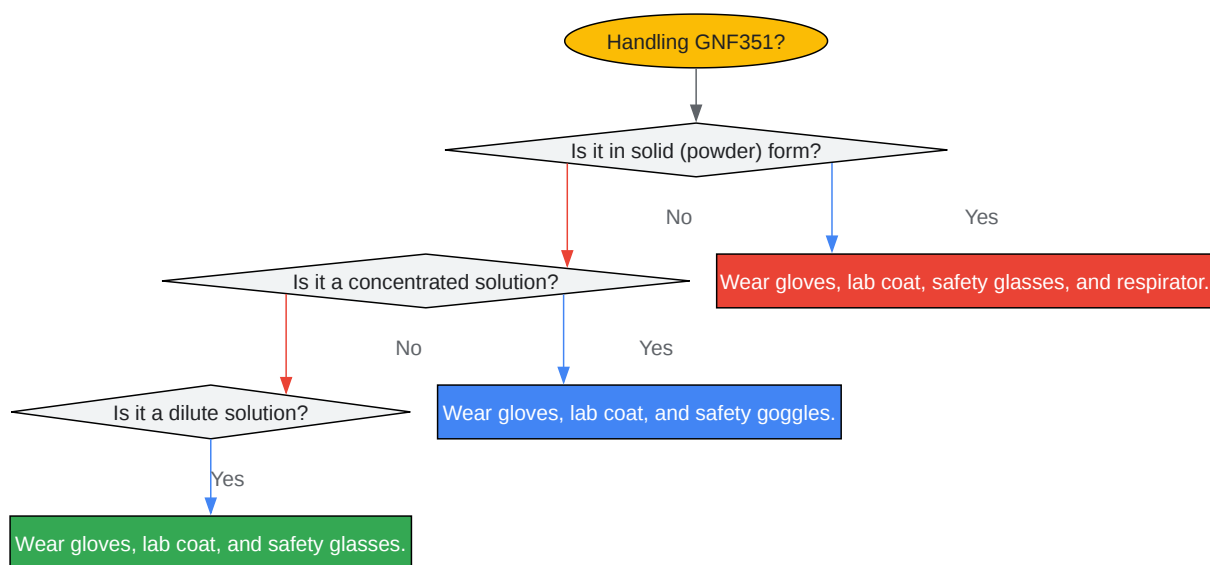 Handling GNF351?
Is it in solid (powder) form?
No
Yes
Is it a concentrated solution?
Wear gloves, lab coat, safety glasses, and respirator.
No
Yes
Is it a dilute solution?
Wear gloves, lab coat, and safety goggles.
Yes
Wear gloves, lab coat, and safety glasses.